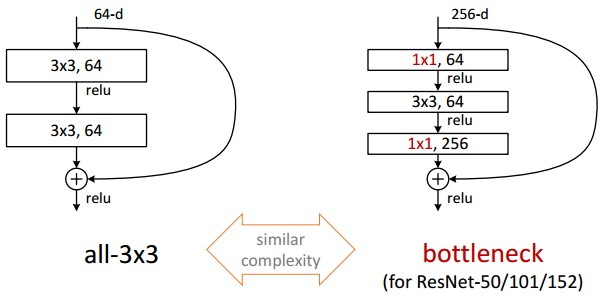 64-d
3x3, 64
relu
3x3, 64
+
relu
all-3x3
similar
complexity
256-d
1x1, 64
relu
3x3, 64
relu
1x1, 256
+
relu
bottleneck
(for ResNet-50/101/152)